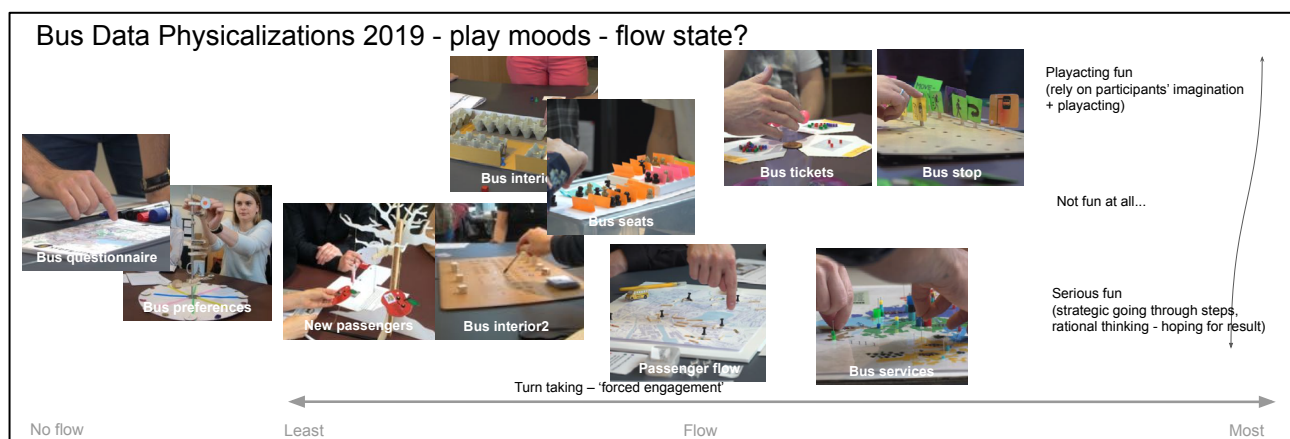 Bus Data Physicalizations 2019 - play moods - flow state?
Playacting fun
(rely on participants' imagination
+ playacting)
Bus interio
Bus tickets
Bus stop
Not fun at all...
Bus seats
Bus questionnaire
Bus preferences
New passengers
Bus interior2
Serious fun
(strategic going through steps,
rational thinking - hoping for result)
Passenger flow
Bus services
Turn taking – ‘forced engagement’
No flow
Least
Flow
Most